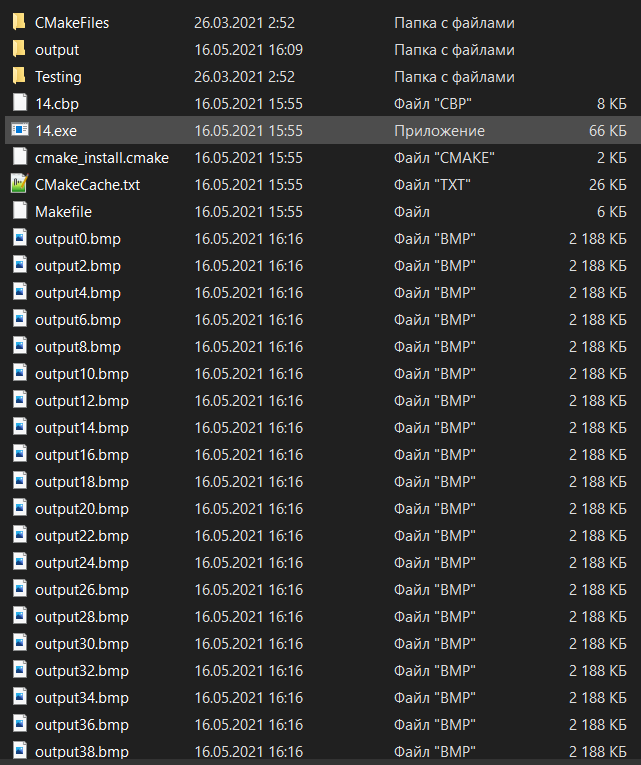 CMakeFiles 26.03.2021 2:52 Папка с файлами
output 16.05.2021 16:09 Папка с файлами
Testing 26.03.2021 2:52 Папка с файлами
14.cbp 16.05.2021 15:55 Файл "CBP" 8 КБ
14.exe 16.05.2021 15:55 Приложение 66 КБ
cmake_install.cmake 16.05.2021 15:55 Файл "CMAKE" 2 КБ
CMakeCache.txt 16.05.2021 15:55 Файл "TXT" 26 КБ
Makefile 16.05.2021 15:55 Файл 6 КБ
output0.bmp 16.05.2021 16:16 Файл "BMP" 2 188 КБ
output2.bmp 16.05.2021 16:16 Файл "BMP" 2 188 КБ
output4.bmp 16.05.2021 16:16 Файл "BMP" 2 188 КБ
output6.bmp 16.05.2021 16:16 Файл "BMP" 2 188 КБ
output8.bmp 16.05.2021 16:16 Файл "BMP" 2 188 КБ
output10.bmp 16.05.2021 16:16 Файл "BMP" 2 188 КБ
output12.bmp 16.05.2021 16:16 Файл "BMP" 2 188 КБ
output14.bmp 16.05.2021 16:16 Файл "BMP" 2 188 КБ
output16.bmp 16.05.2021 16:16 Файл "BMP" 2 188 КБ
output18.bmp 16.05.2021 16:16 Файл "BMP" 2 188 КБ
output20.bmp 16.05.2021 16:16 Файл "BMP" 2 188 КБ
output22.bmp 16.05.2021 16:16 Файл "BMP" 2 188 КБ
output24.bmp 16.05.2021 16:16 Файл "BMP" 2 188 КБ
output26.bmp 16.05.2021 16:16 Файл "BMP" 2 188 КБ
output28.bmp 16.05.2021 16:16 Файл "BMP" 2 188 КБ
output30.bmp 16.05.2021 16:16 Файл "BMP" 2 188 КБ
output32.bmp 16.05.2021 16:16 Файл "BMP" 2 188 КБ
output34.bmp 16.05.2021 16:16 Файл "BMP" 2 188 КБ
output36.bmp 16.05.2021 16:16 Файл "BMP" 2 188 КБ
output38.bmp 16.05.2021 16:16 Файл "BMP" 2 188 КБ